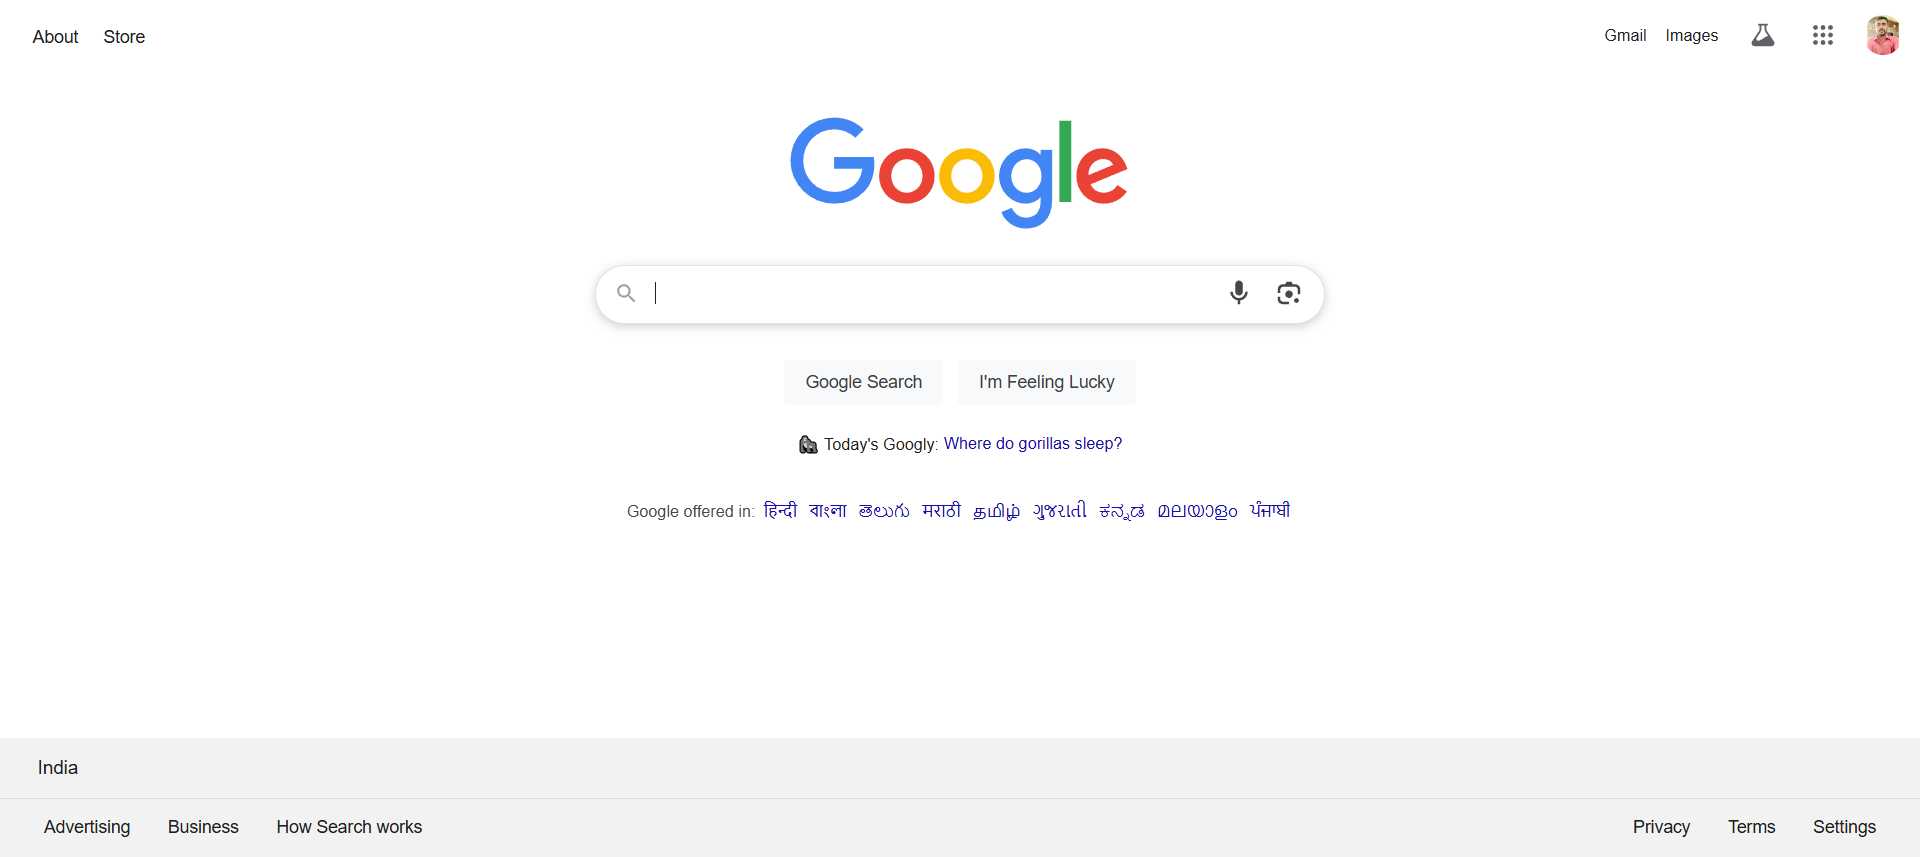 About Store
Gmail Images
Google
Google Search I'm Feeling Lucky
Today's Googly: Where do gorillas sleep?
Google offered in: हिन्दी বাংলা తెలుగు मराठी தமிழ் ગુજરાતી ಕನ್ನಡ മലയാളം ਪੰਜਾਬੀ
India
Advertising Business How Search works
Privacy Terms Settings